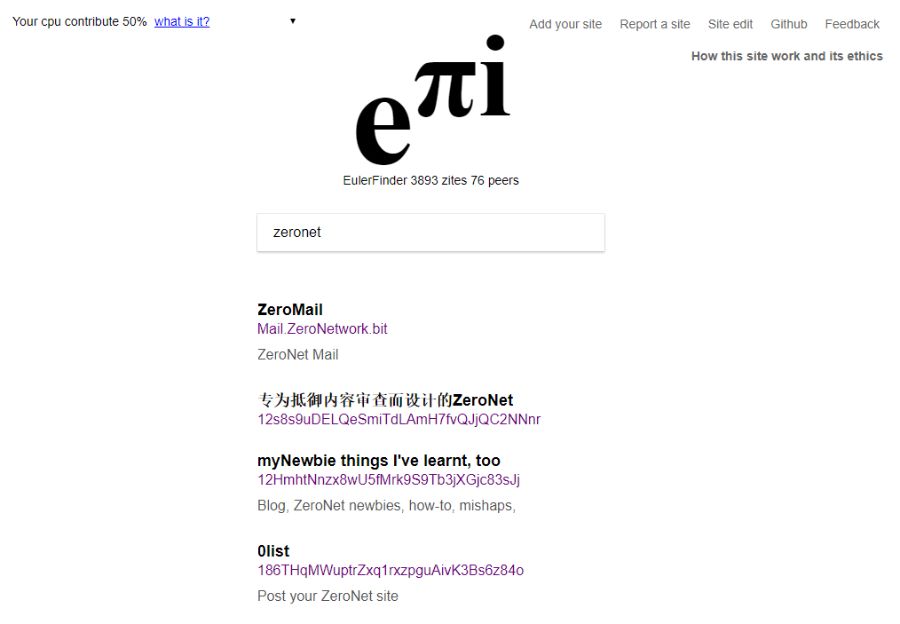 Your cpu contribute 50% what is it? ▼
Add your site Report a site Site edit Github Feedback
How this site work and its ethics
eπi
EulerFinder 3893 zites 76 peers
zeronet
ZeroMail
Mail.ZeroNetwork.bit
ZeroNet Mail
专为抵御内容审查而设计的ZeroNet
12s8s9uDELQeSmiTdLAmH7fvQJjQC2NNnr
myNewbie things I've learnt, too
12HmhtNnzx8wU5fMrk9S9Tb3jXGjc83sJj
Blog, ZeroNet newbies, how-to, mishaps,
0list
186THqMWuptrZxq1rxzpguAivK3Bs6z84o
Post your ZeroNet site